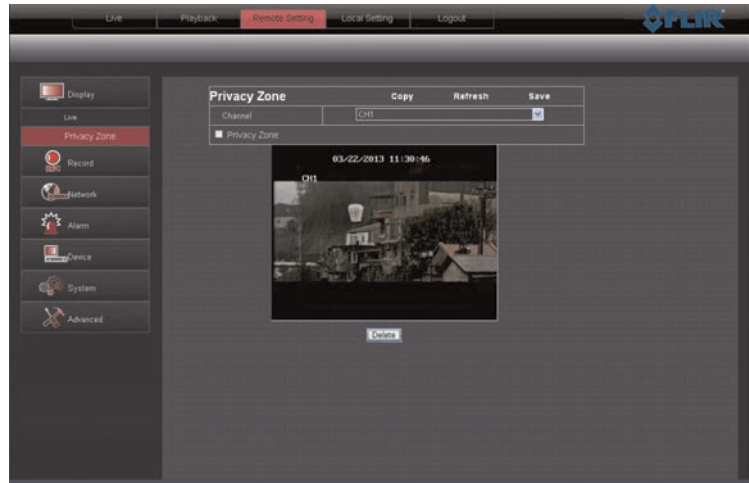 Live Playback Remote Setting Local Setting Logout
FLIR
Display
Live
Privacy Zone
Record
Network
Alarm
Device
System
Advanced
Privacy Zone Copy Refresh Save
Channel CH1
Privacy Zone
03/22/2013 11:30:46
CH1
Delete